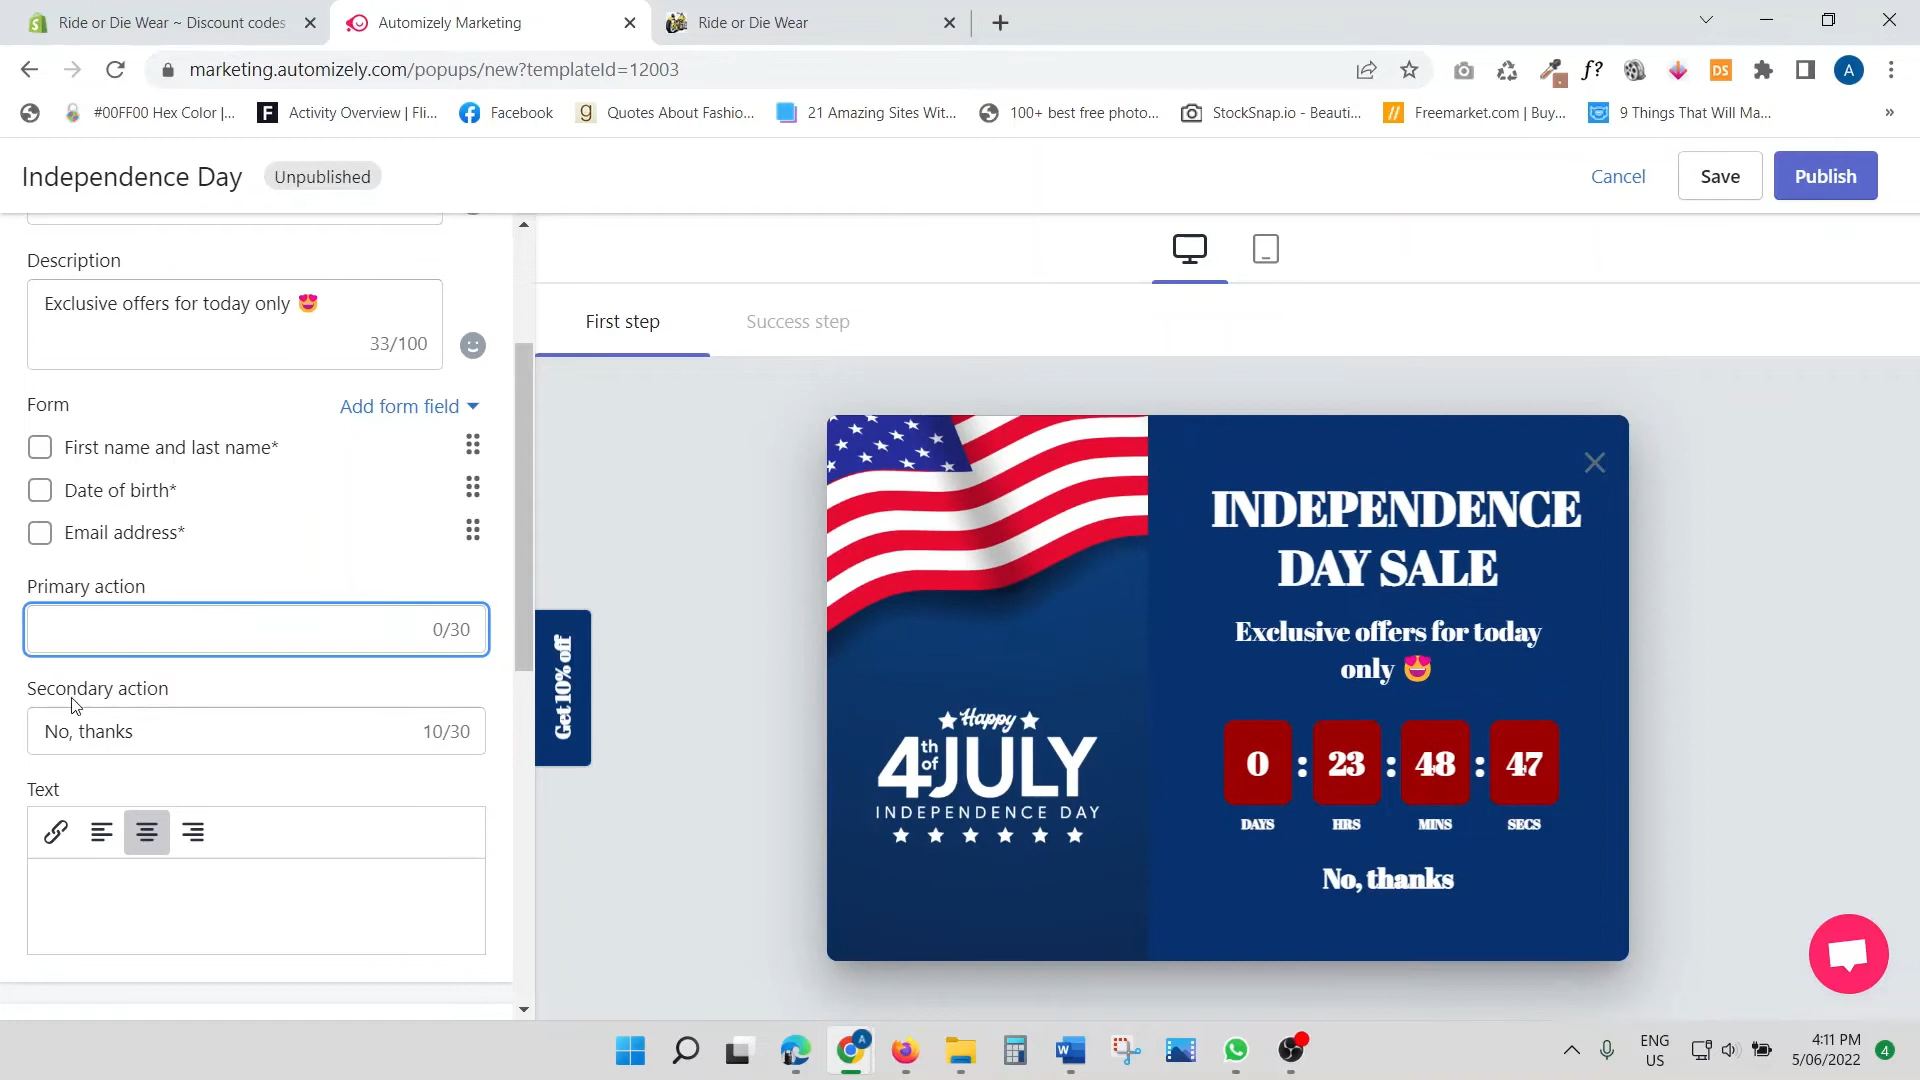 Ride or Die Wear ~ Discount codes
Automizely Marketing
Ride or Die Wear
marketing.automizely.com/popups/new?templateId=12003
f?
DS
A
#00FF00 Hex Color |...
F
Activity Overview | Fli...
Facebook
g
Quotes About Fashio...
21 Amazing Sites Wit...
100+ best free photo...
StockSnap.io - Beauti...
Freemarket.com | Buy...
9 Things That Will Ma...
»
Independence Day
Unpublished
Cancel
Save
Publish
Description
Exclusive offers for today only 😍
33/100
Form
Add form field
First name and last name*
Date of birth*
Email address*
Primary action
0/30
Secondary action
No, thanks
10/30
Text
First step
Success step
Get 10% off
Happy
4th of JULY
INDEPENDENCE DAY
INDEPENDENCE
DAY SALE
Exclusive offers for today
only 😍
0 : 23 : 48 : 47
DAYS HRS MINS SECS
No, thanks
A
W
ENG
US
4:11 PM
5/06/2022
4